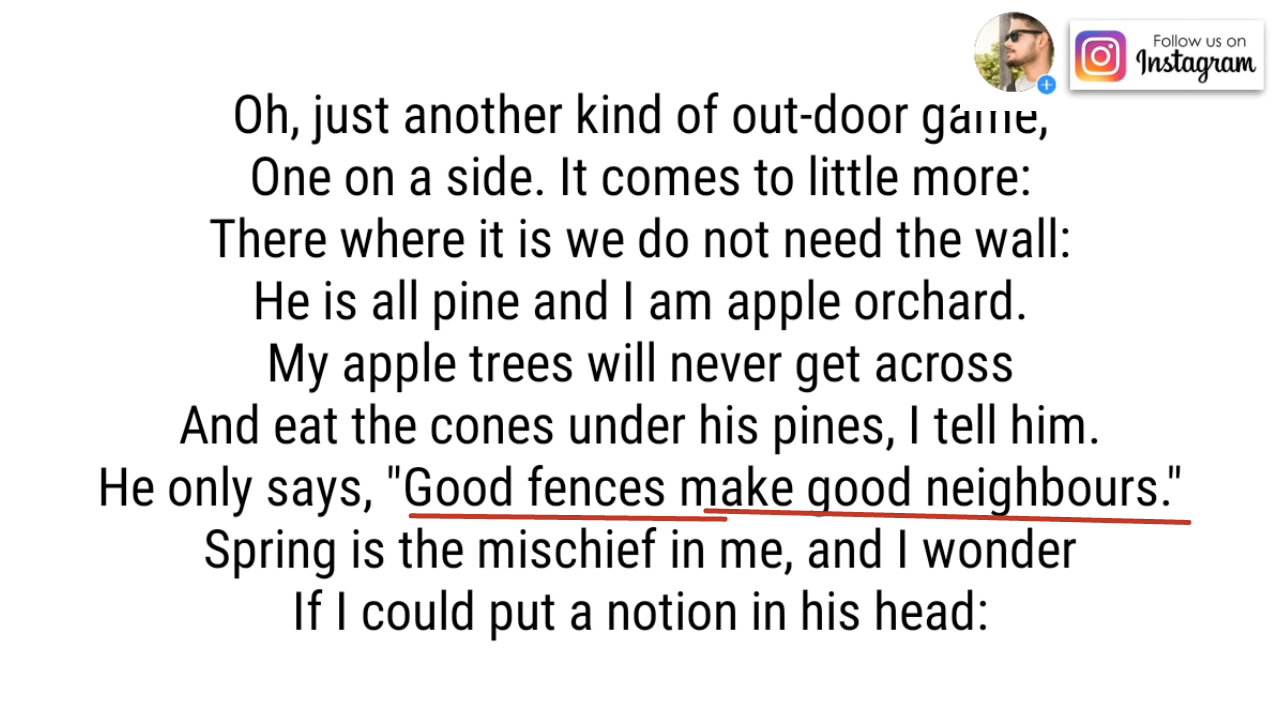 Follow us on
Instagram
Oh, just another kind of out-door game,
One on a side. It comes to little more:
There where it is we do not need the wall:
He is all pine and I am apple orchard.
My apple trees will never get across
And eat the cones under his pines, I tell him.
He only says, "Good fences make good neighbours."
Spring is the mischief in me, and I wonder
If I could put a notion in his head: